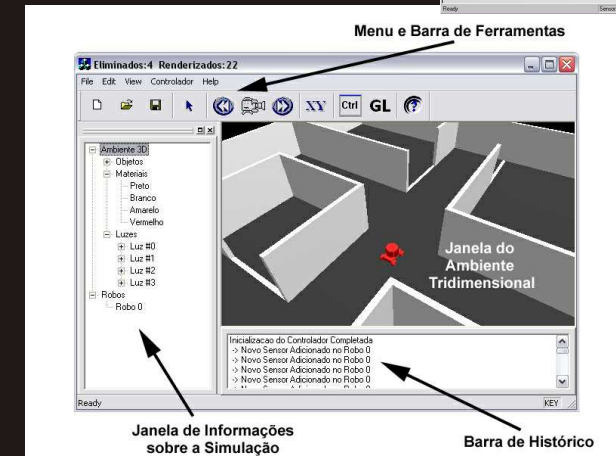 Ready
Sensor
Menu e Barra de Ferramentas
Eliminados:4 Renderizados:22
File Edit View Controlador Help
XY Ctrl GL
Ambiente 3D
Objetos
Materiais
Preto
Branco
Amarelo
Vermelho
Luzes
Luz #0
Luz #1
Luz #2
Luz #3
Robos
Robo 0
Janela do
Ambiente
Tridimensional
Inicializacao do Controlador Completada
-> Novo Sensor Adicionado no Robo 0
-> Novo Sensor Adicionado no Robo 0
-> Novo Sensor Adicionado no Robo 0
-> Novo Sensor Adicionado no Robo 0
Ready
KEY
Janela de Informações
sobre a Simulação
Barra de Histórico